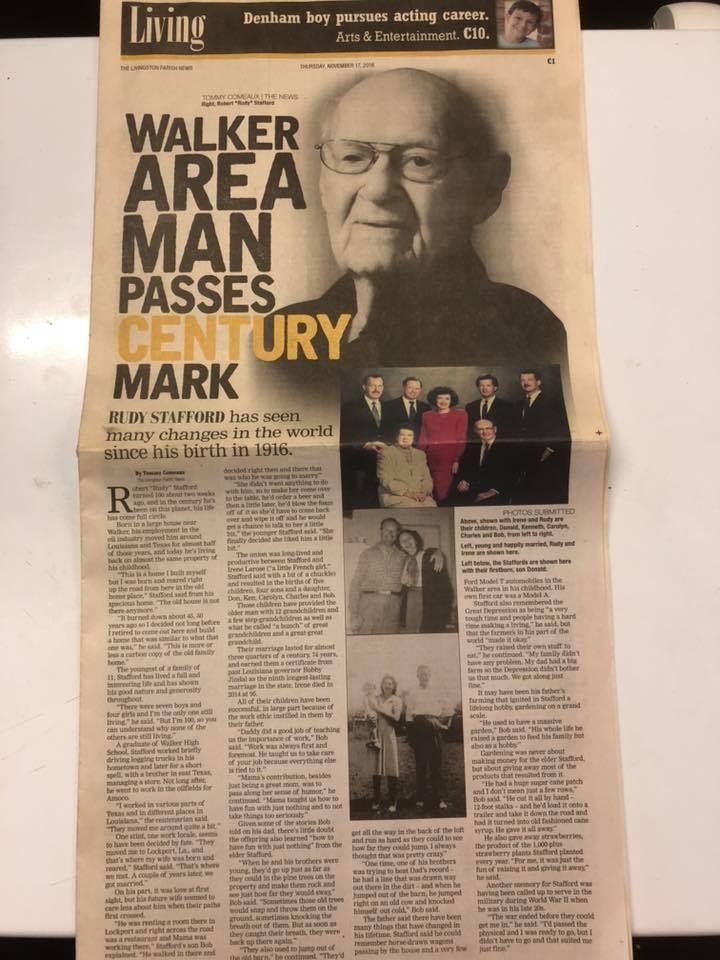 Living
Denham boy pursues acting career.
Arts & Entertainment. C10.
THE LIVINGSTON PARISH NEWS
THURSDAY, NOVEMBER 17, 2016
C1
TOMMY COMEAUX | THE NEWS
Right, Robert "Rudy" Stafford
WALKER
AREA
MAN
PASSES
CENTURY
MARK
RUDY STAFFORD has seen
many changes in the world
since his birth in 1916.
By Tommy Comeaux
The Livingston Parish News
Robert "Rudy" Stafford
turned 100 about two weeks
ago, and in the century he's
been on this planet, his life
has come full circle.
Born in a large house near
Walker, his employment in the
oil industry moved him around
Louisiana and Texas for almost half
of those years, and today he's living
back on almost the same property of
his childhood.
"This is a home I built myself
but I was born and reared right
up the road from here in the old
home place," Stafford said from his
spacious home. "The old house is not
there anymore."
"It burned down about 45, 50
years ago so I decided not long before
I retired to come out here and build
a home that was similar to what that
one was," he said. "This is more or
less a carbon copy of the old family
home."
The youngest of a family of
11, Stafford has lived a full and
interesting life and has shown
his good nature and generosity
throughout.
"There were seven boys and
four girls and I'm the only one still
living," he said. "But I'm 100, so you
can understand why none of the
others are still living."
A graduate of Walker High
School, Stafford worked briefly
driving logging trucks in his
hometown and later for a short
spell, with a brother in east Texas,
managing a store. Not long after,
he went to work in the oilfields for
Amoco.
"I worked in various parts of
Texas and in different places in
Louisiana," the centenarian said.
"They moved me around quite a bit."
One stint, one work locale, seems
to have been decided by fate. "They
moved me to Lockport, La., and
that's where my wife was born and
reared," Stafford said. "That's where
we met. A couple of years later, we
got married."
On his part, it was love at first
sight, but his future wife seemed to
care less about him when their paths
first crossed.
"He was renting a room there in
Lockport and right across the road
was a restaurant and Mama was
working there," Stafford's son Bob
explained. "He walked in there and
decided right then and there that
was who he was going to marry."
"She didn't want anything to do
with him, so to make her come over
to the table, he'd order a beer and
then a little later, he'd blow the foam
off of it so she'd have to come back
over and wipe it off and he would
get a chance to talk to her a little
bit," the younger Stafford said. "She
finally decided she liked him a little
bit."
The union was long-lived and
productive between Stafford and
Irene Larose ("a little French girl,"
Stafford said with a bit of a chuckle)
and resulted in the births of five
children, four sons and a daughter,
Don, Ken, Carolyn, Charles and Bob.
Those children have provided the
older man with 12 grandchildren and
a few step-grandchildren as well as
what he called "a bunch" of great
grandchildren and a great-great
grandchild.
Their marriage lasted for almost
three quarters of a century, 74 years,
and earned them a certificate from
past Louisiana governor Bobby
Jindal as the ninth longest-lasting
marriage in the state. Irene died in
2014 at 95.
All of their children have been
successful, in large part because of
the work ethic instilled in them by
their father.
"Daddy did a good job of teaching
us the importance of work," Bob
said. "Work was always first and
foremost. He taught us to take care
of your job because everything else
is tied to it."
"Mama's contribution, besides
just being a great mom, was to
pass along her sense of humor," he
continued. "Mama taught us how to
have fun with just nothing and to not
take things too seriously."
Given some of the stories Bob
told on his dad, there's little doubt
the offspring also learned "how to
have fun with just nothing" from the
elder Stafford.
"When he and his brothers were
young, they'd go up just as far as
they could in the pine trees on the
property and make them rock and
see just how far they would sway,"
Bob said. "Sometimes those old trees
would snap and throw them on the
ground, sometimes knocking the
breath out of them. But as soon as
they caught their breath, they were
back up there again."
"They also used to jump out of
the old barn," he continued. "They'd
PHOTOS SUBMITTED
Above, shown with Irene and Rudy are
their children, Donald, Kenneth, Carolyn,
Charles and Bob, from left to right.
Left, young and happily married, Rudy and
Irene are shown here.
Left below, the Staffords are shown here
with their firstborn, son Donald.
get all the way in the back of the loft
and run as hard as they could to see
how far they could jump. I always
thought that was pretty crazy."
"One time, one of his brothers
was trying to beat Dad's record –
he had a line that was drawn way
out there in the dirt – and when he
jumped out of the barn, he jumped
right on an old cow and knocked
himself out cold," Bob said.
The father said there have been
many things that have changed in
his lifetime. Stafford said he could
remember horse-drawn wagons
passing by the house and a very few
Ford Model T automobiles in the
Walker area in his childhood. His
own first car was a Model A.
Stafford also remembered the
Great Depression as being "a very
tough time and people having a hard
time making a living," he said, but
that the farmers in his part of the
world "made it okay."
"They raised their own stuff to
eat," he continued. "My family didn't
have any problem. My dad had a big
farm so the Depression didn't bother
us that much. We got along just
fine."
It may have been his father's
farming that ignited in Stafford a
lifelong hobby, gardening on a grand
scale.
"He used to have a massive
garden," Bob said. "His whole life he
raised a garden to feed his family but
also as a hobby."
Gardening was never about
making money for the elder Stafford,
but about giving away most of the
products that resulted from it.
"He had a huge sugar cane patch
and I don't mean just a few rows,"
Bob said. "He cut it all by hand –
12-foot stalks – and he'd load it onto a
trailer and take it down the road and
had it turned into old fashioned cane
syrup. He gave it all away."
He also gave away strawberries,
the product of the 1,000-plus
strawberry plants Stafford planted
every year. "For me, it was just the
fun of raising it and giving it away,"
he said.
Another memory for Stafford was
having been called up to serve in the
military during World War II when
he was in his late 20s.
"The war ended before they could
get me in," he said. "I'd passed the
physical and I was ready to go, but I
didn't have to go and that suited me
just fine."